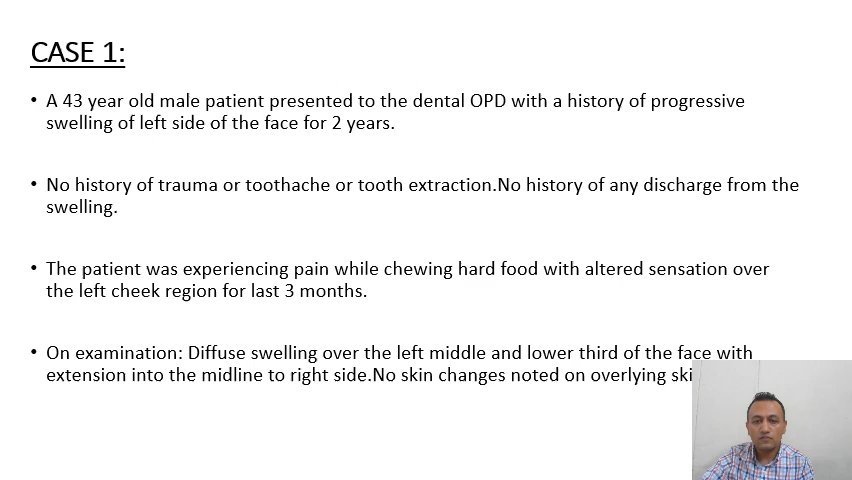 CASE 1:
• A 43 year old male patient presented to the dental OPD with a history of progressive
swelling of left side of the face for 2 years.
• No history of trauma or toothache or tooth extraction.No history of any discharge from the
swelling.
• The patient was experiencing pain while chewing hard food with altered sensation over
the left cheek region for last 3 months.
• On examination: Diffuse swelling over the left middle and lower third of the face with
extension into the midline to right side.No skin changes noted on overlying